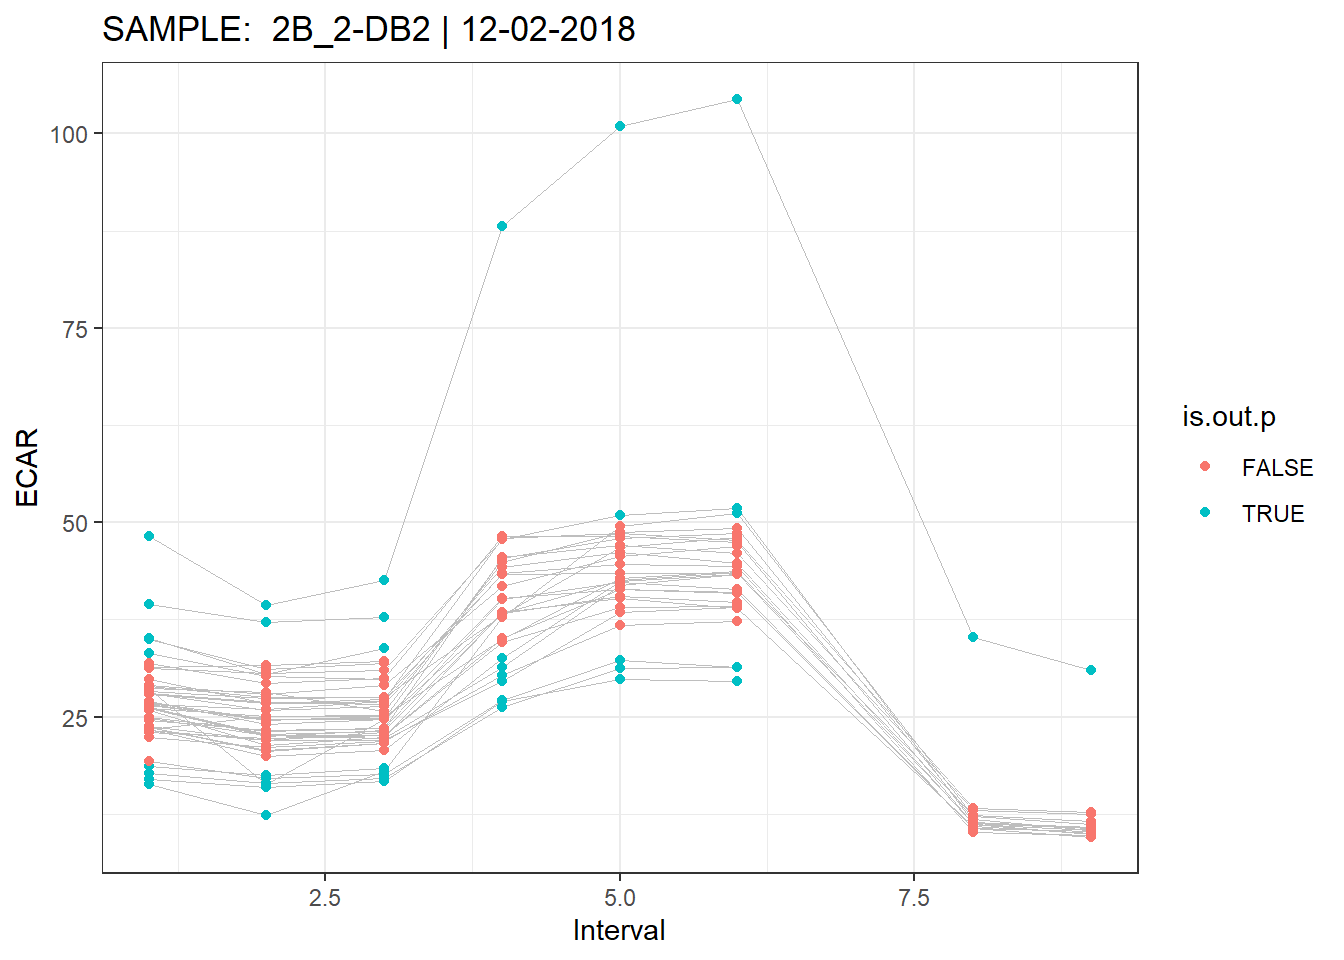 SAMPLE:  2B_2-DB2 | 12-02-2018
100
75
50
25
ECAR
2.5
5.0
7.5
Interval
is.out.p
FALSE
TRUE